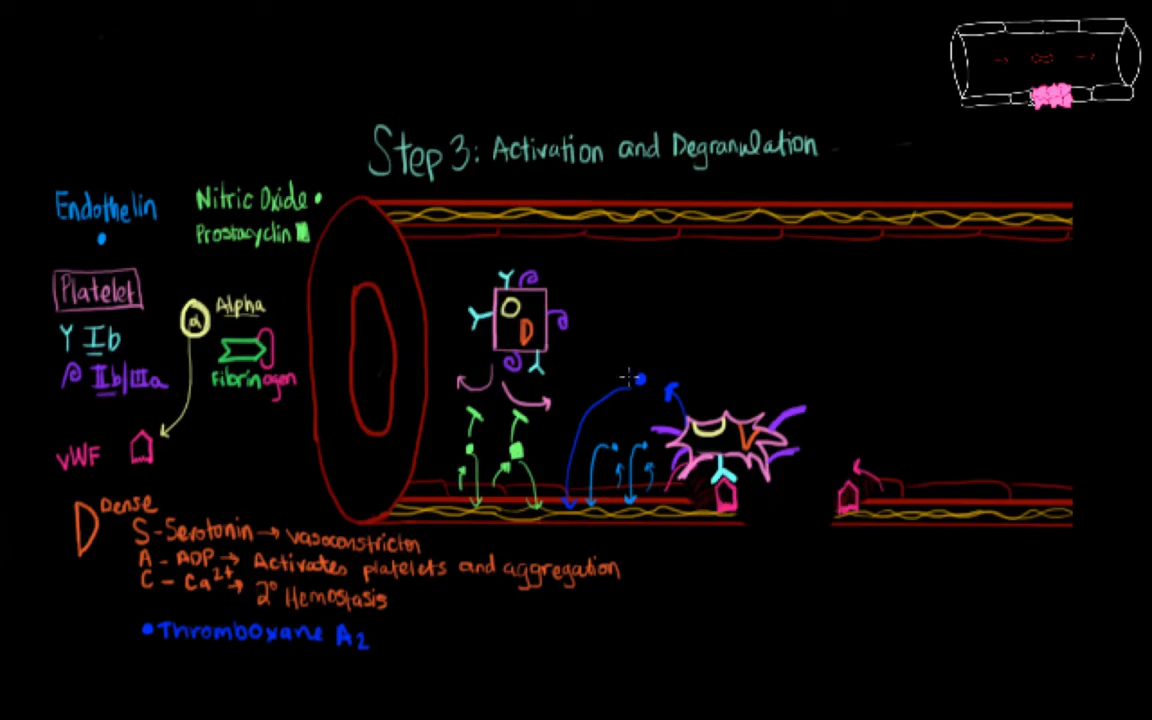 Step 3: Activation and Degranulation
Endothelin
Nitric Oxide
Prostacyclin
Platelet
Ib
IIb/IIIa
a
Alpha
Fibrinogen
vWF
O
D
D Dense
S - Serotonin → vasoconstriction
A - ADP → Activates platelets and aggregation
C - Ca2+ → 2° Hemostasis
Thromboxane A2